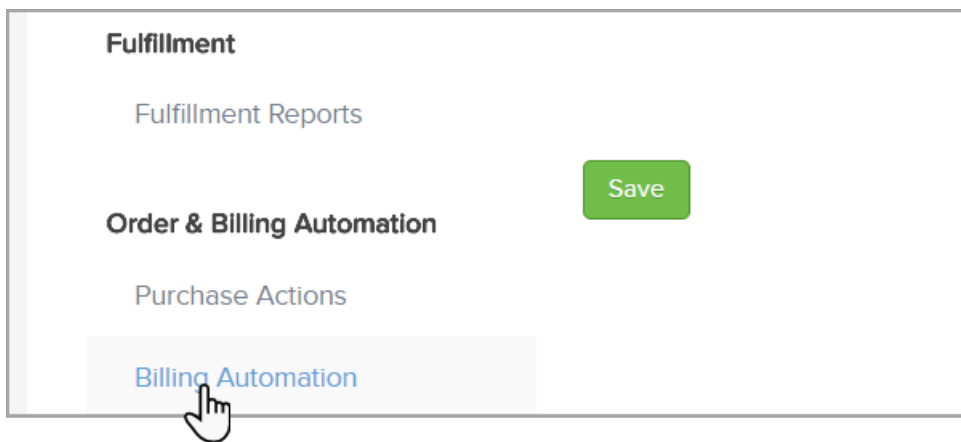 Fulfillment
Fulfillment Reports
Save
Order & Billing Automation
Purchase Actions
Billing Automation